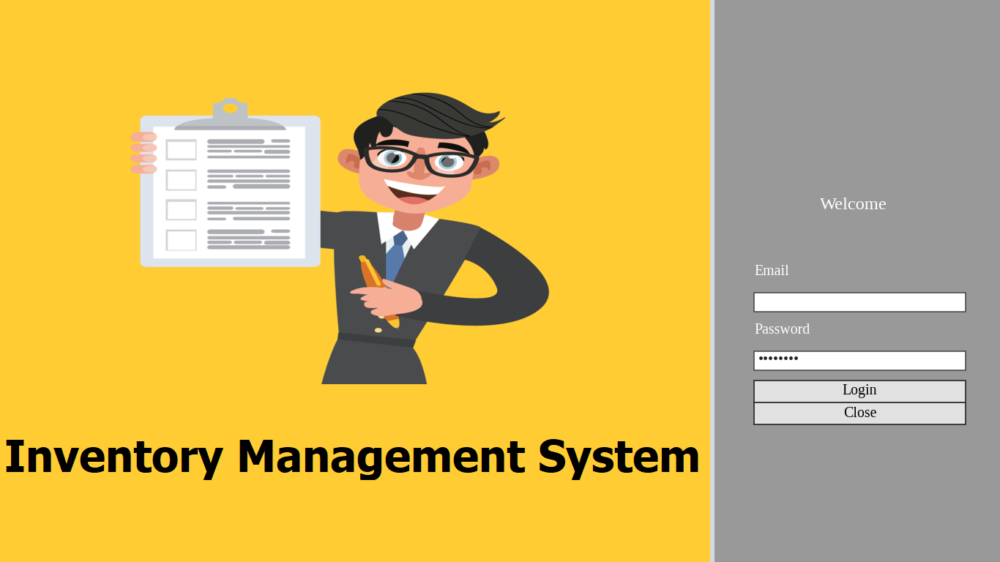 Welcome
Email
Password
••••••••
Login
Close
Inventory Management System